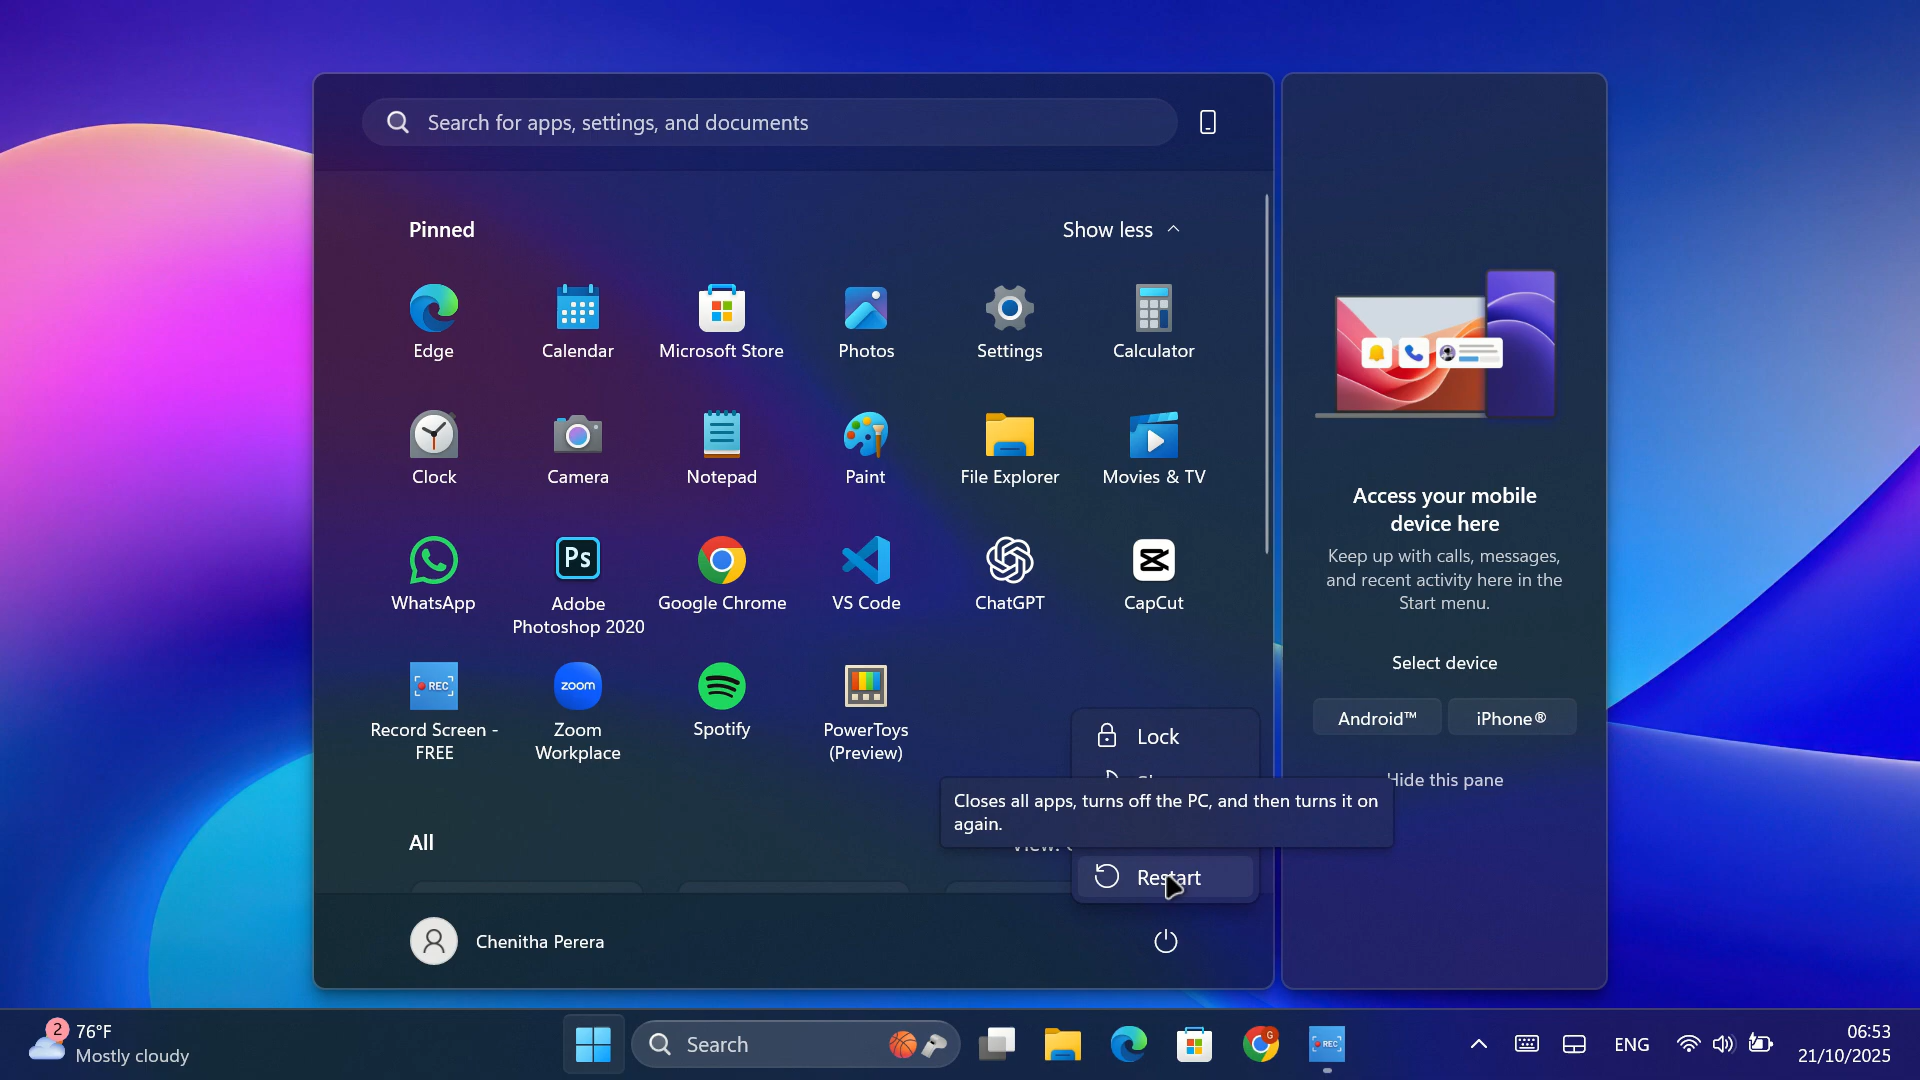 Search for apps, settings, and documents
Pinned
Show less
Edge
Calendar
Microsoft Store
Photos
Settings
Calculator
Clock
Camera
Notepad
Paint
File Explorer
Movies & TV
WhatsApp
Ps
Adobe
Photoshop 2020
Google Chrome
VS Code
ChatGPT
CapCut
REC
Record Screen -
FREE
zoom
Zoom
Workplace
Spotify
PowerToys
(Preview)
Lock
Closes all apps, turns off the PC, and then turns it on
again.
Restart
All
View:
Chenitha Perera
Access your mobile
device here
Keep up with calls, messages,
and recent activity here in the
Start menu.
Select device
Android™
iPhone®
Hide this pane
2
76°F
Mostly cloudy
Search
G
REC
ENG
06:53
21/10/2025